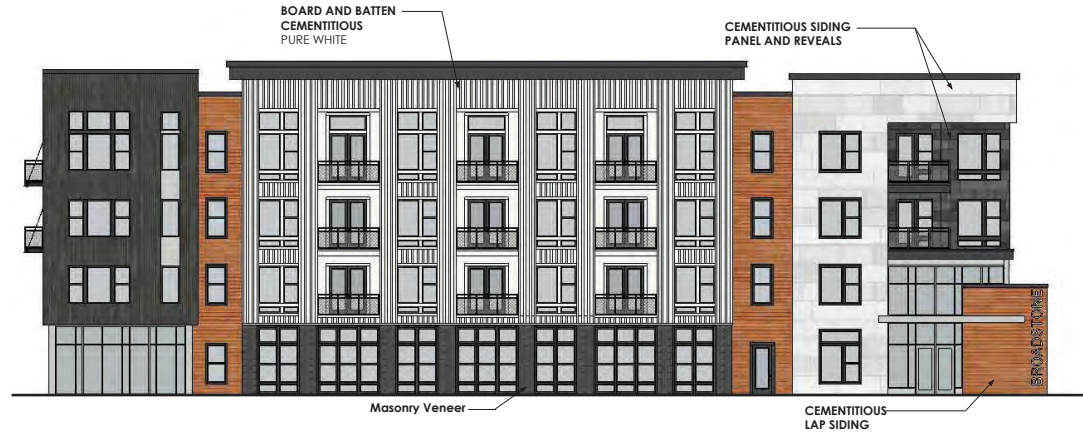 BOARD AND BATTEN
CEMENTITIOUS
PURE WHITE
CEMENTITIOUS SIDING
PANEL AND REVEALS
BROADSTONE
Masonry Veneer
CEMENTITIOUS
LAP SIDING